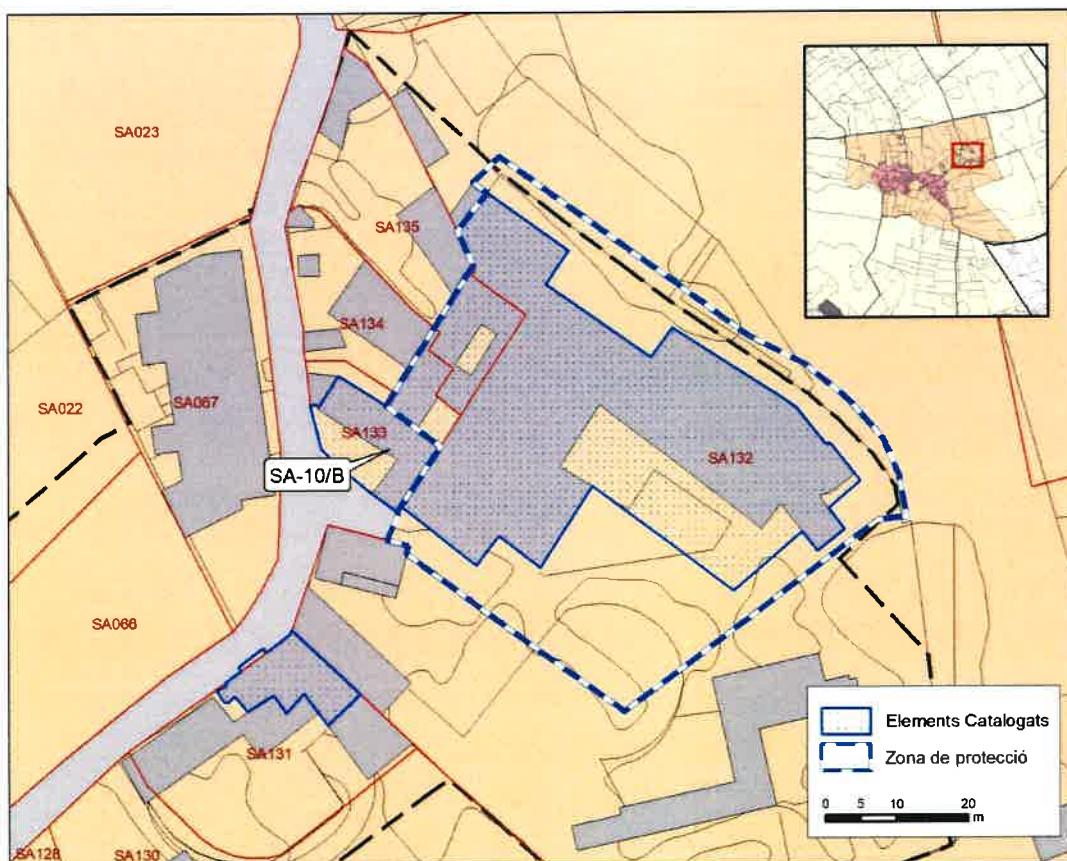 SA023
SA135
SA134
SA022
SA067
SA133
SA-10/B
SA132
SA066
SA131
SA128
SA130
Elements Catalogats
Zona de protecció
0 5 10 20
m